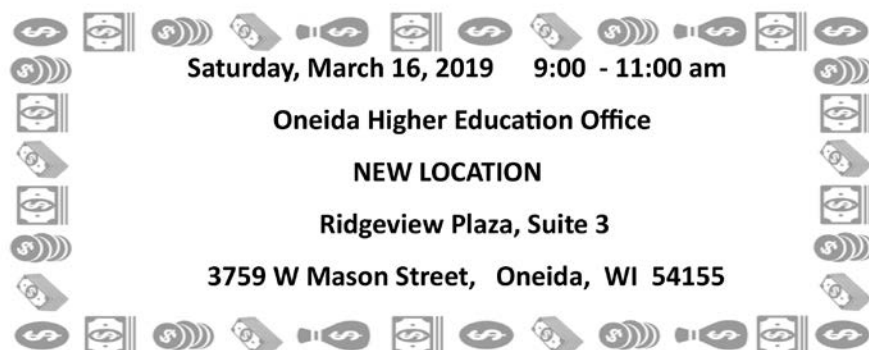 Saturday, March 16, 2019 9:00 - 11:00 am
Oneida Higher Education Office
NEW LOCATION
Ridgeview Plaza, Suite 3
3759 W Mason Street, Oneida, WI 54155